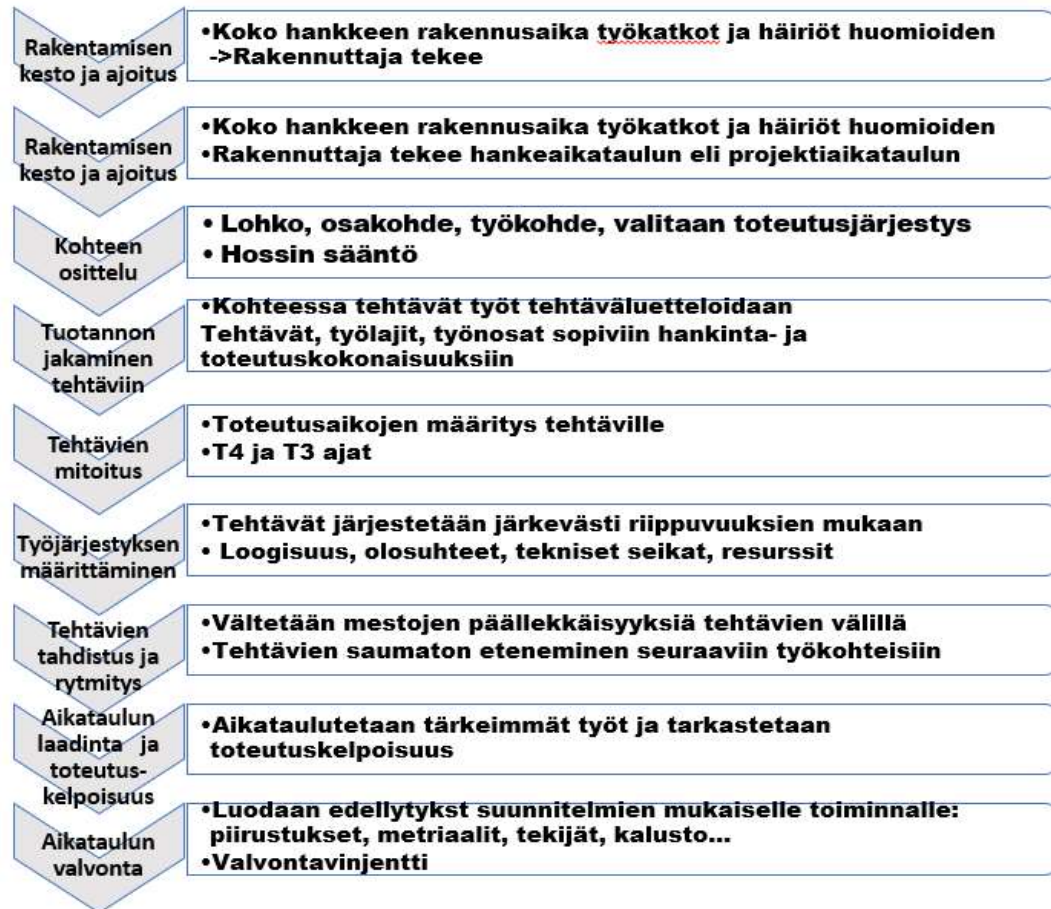 Rakentamisen
kesto ja ajoitus
•Koko hankkeen rakennusaika työkatkot ja häiriöt huomioiden
->Rakennuttaja tekee
Rakentamisen
kesto ja ajoitus
•Koko hankkeen rakennusaika työkatkot ja häiriöt huomioiden
•Rakennuttaja tekee hankeaikataulun eli projektiaikataulun
Kohteen
osittelu
• Lohko, osakohde, työkohde, valitaan toteutusjärjestys
• Hossin sääntö
Tuotannon
jakaminen
tehtäviin
•Kohteessa tehtävät työt tehtäväluetteloidaan
Tehtävät, työlajit, työnosat sopiviin hankinta- ja
toteutuskokonaisuuksiin
Tehtävien
mitoitus
•Toteutusaikojen määritys tehtäville
•T4 ja T3 ajat
Työjärjestyksen
määrittäminen
•Tehtävät järjestetään järkevästi riippuvuuksien mukaan
• Loogisuus, olosuhteet, tekniset seikat, resurssit
Tehtävien
tahdistus ja
rytmitys
•Vältetään mestojen päällekkäisyyksiä tehtävien välillä
•Tehtävien saumaton eteneminen seuraaviin työkohteisiin
Aikataulun
laadinta ja
toteutus-
kelpoisuus
•Aikataulutetaan tärkeimmät työt ja tarkastetaan
toteutuskelpoisuus
Aikataulun
valvonta
•Luodaan edellytykst suunnitelmien mukaiselle toiminnalle:
piirustukset, metriaalit, tekijät, kalusto...
•Valvontavinjentti